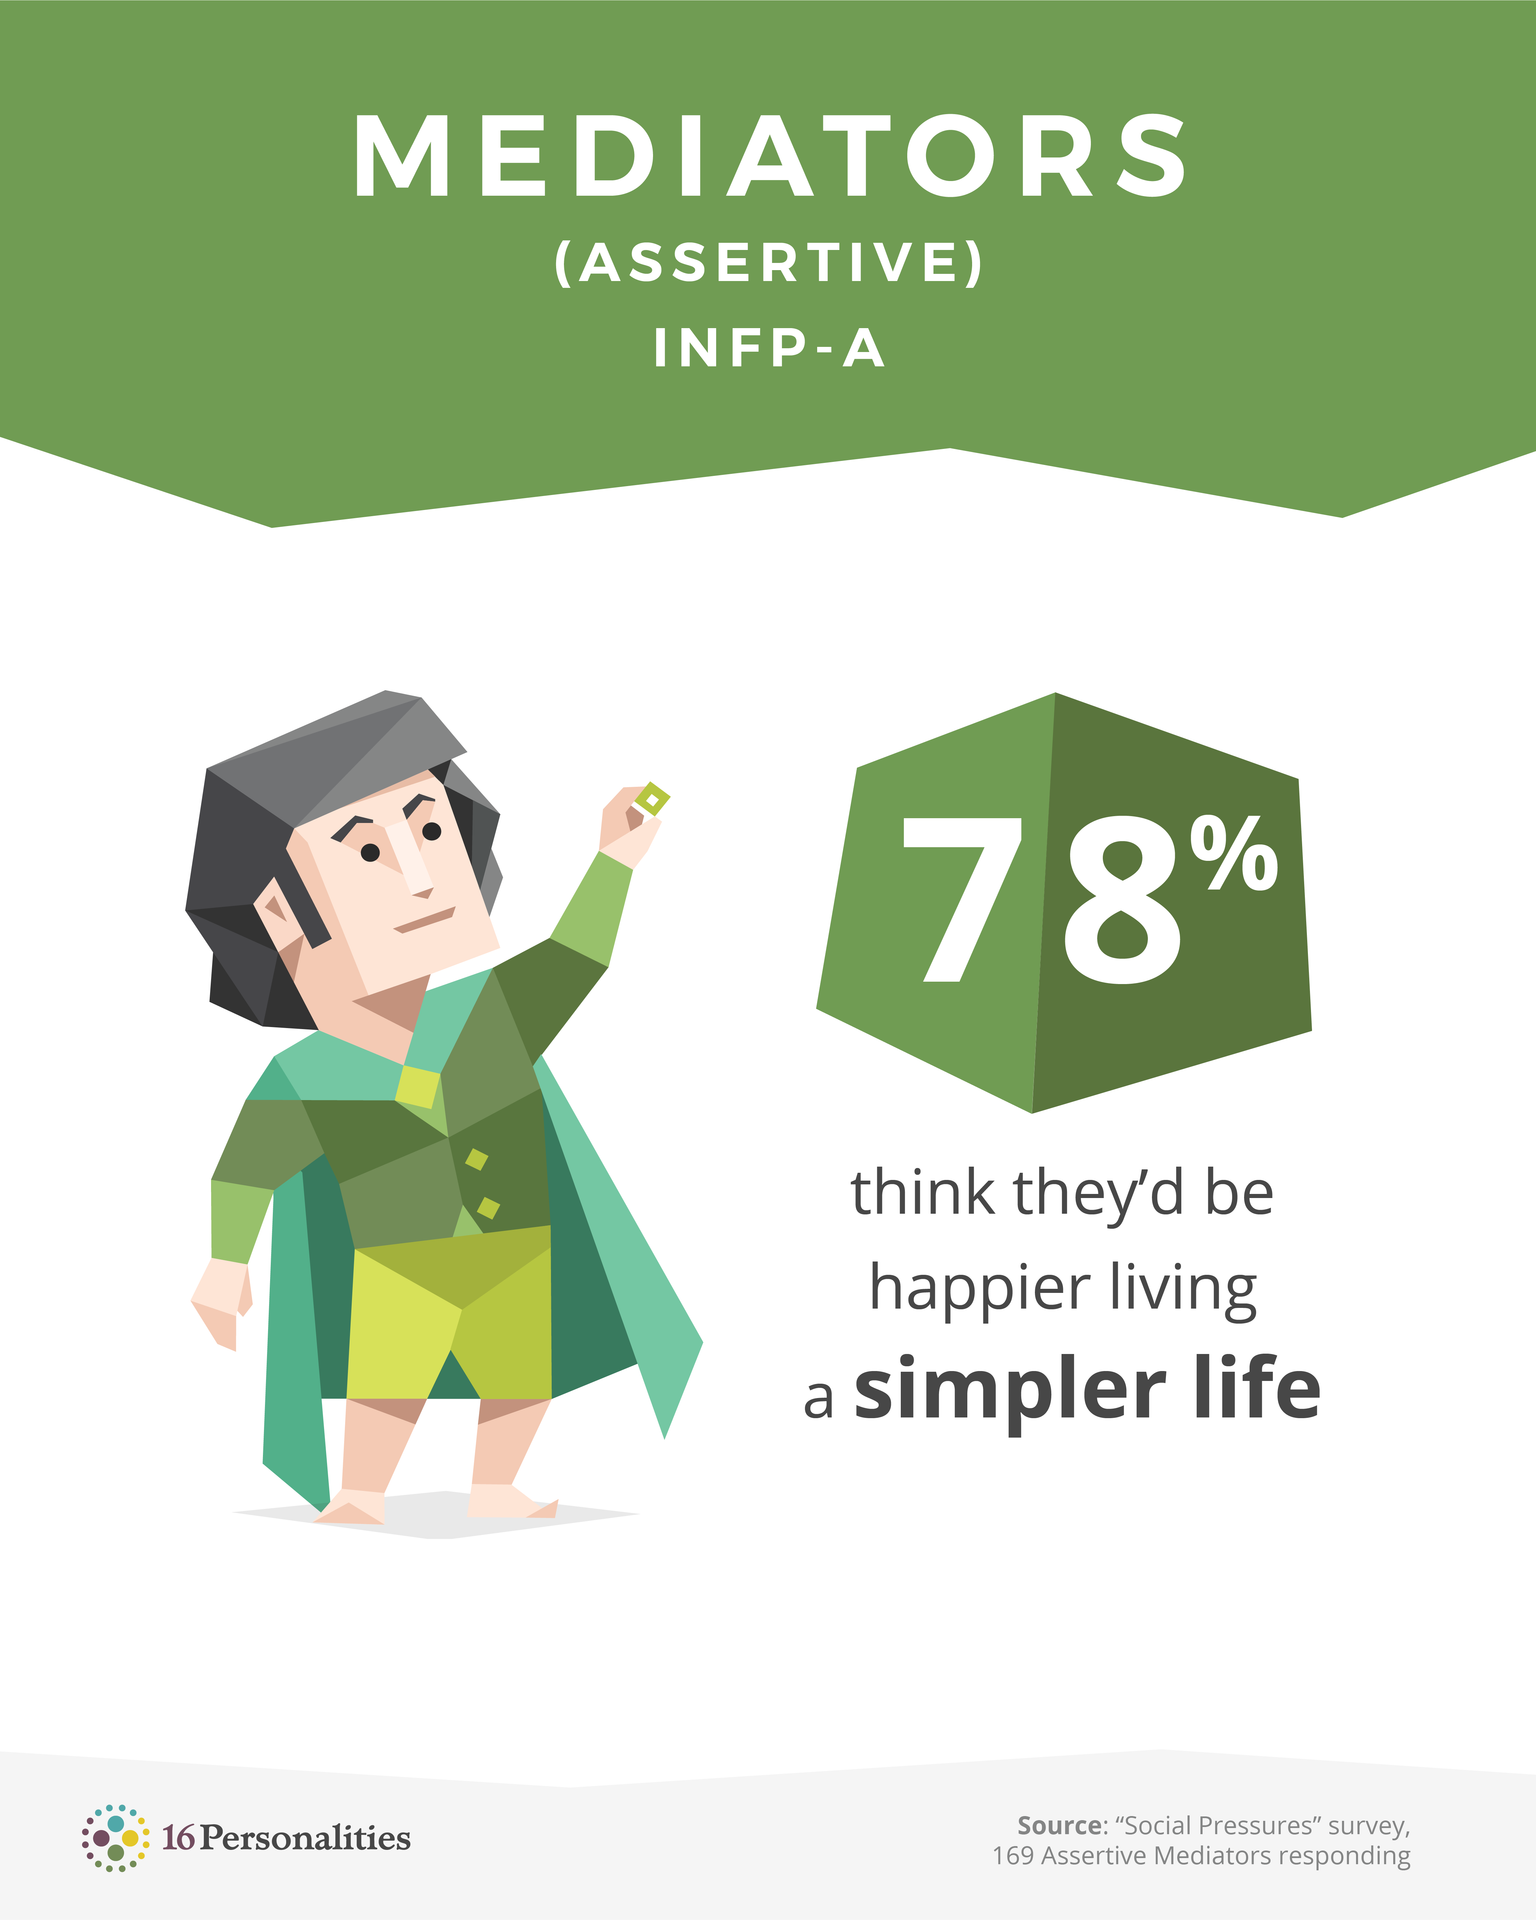 MEDIATORS
(ASSERTIVE)
INFP-A
78%
think they’d be
happier living
a simpler life
16Personalities
Source: “Social Pressures” survey,
169 Assertive Mediators responding